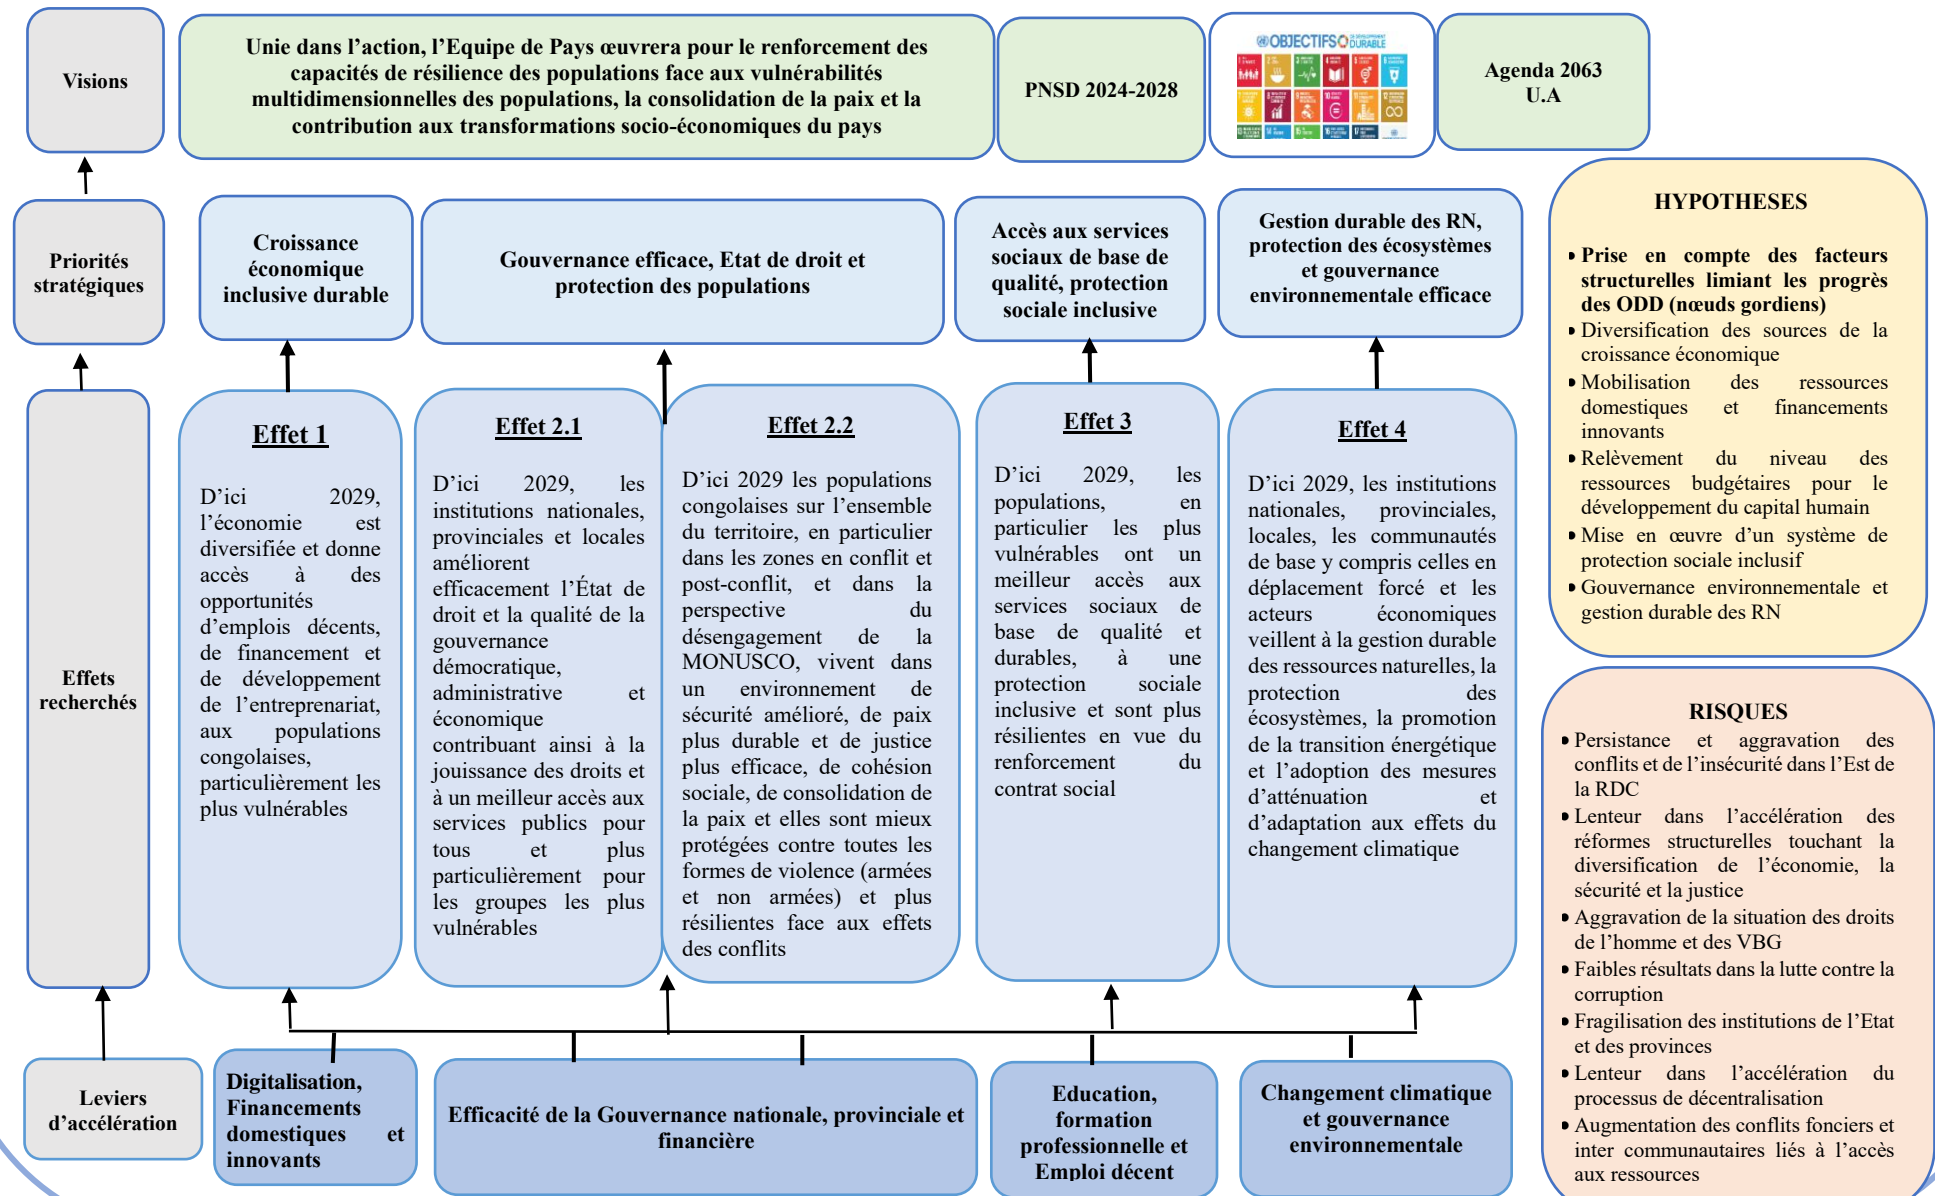 Visions
Unie dans l’action, l’Equipe de Pays œuvrera pour le renforcement des
capacités de résilience des populations face aux vulnérabilités
multidimensionnelles des populations, la consolidation de la paix et la
contribution aux transformations socio-économiques du pays
PNSD 2024-2028
OBJECTIFS DE DÉVELOPPEMENT DURABLE
Agenda 2063
U.A
Priorités
stratégiques
Croissance
économique
inclusive durable
Gouvernance efficace, Etat de droit et
protection des populations
Accès aux services
sociaux de base de
qualité, protection
sociale inclusive
Gestion durable des RN,
protection des écosystèmes
et gouvernance
environnementale efficace
Effets
recherchés
Effet 1
D’ici 2029,
l’économie est
diversifiée et donne
accès à des
opportunités
d’emplois décents,
de financement et
de développement
de l’entreprenariat,
aux populations
congolaises,
particulièrement les
plus vulnérables
Effet 2.1
D’ici 2029, les
institutions nationales,
provinciales et locales
améliorent
efficacement l’État de
droit et la qualité de la
gouvernance
démocratique,
administrative et
économique
contribuant ainsi à la
jouissance des droits et
à un meilleur accès aux
services publics pour
tous et plus
particulièrement pour
les groupes les plus
vulnérables
Effet 2.2
D’ici 2029 les populations
congolaises sur l’ensemble
du territoire, en particulier
dans les zones en conflit et
post-conflit, et dans la
perspective du
désengagement de la
MONUSCO, vivent dans
un environnement de
sécurité amélioré, de paix
plus durable et de justice
plus efficace, de cohésion
sociale, de consolidation de
la paix et elles sont mieux
protégées contre toutes les
formes de violence (armées
et non armées) et plus
résilientes face aux effets
des conflits
Effet 3
D’ici 2029, les
populations, en
particulier les plus
vulnérables ont un
meilleur accès aux
services sociaux de
base de qualité et
durables, à une
protection sociale
inclusive et sont plus
résilientes en vue du
renforcement du
contrat social
Effet 4
D’ici 2029, les institutions
nationales, provinciales,
locales, les communautés
de base y compris celles en
déplacement forcé et les
acteurs économiques
veillent à la gestion durable
des ressources naturelles, la
protection des
écosystèmes, la promotion
de la transition énergétique
et l’adoption des mesures
d’atténuation et
d’adaptation aux effets du
changement climatique
Leviers
d’accélération
Digitalisation,
Financements
domestiques et
innovants
Efficacité de la Gouvernance nationale, provinciale et
financière
Education,
formation
professionnelle et
Emploi décent
Changement climatique
et gouvernance
environnementale
HYPOTHESES
• Prise en compte des facteurs
structurelles limiant les progrès
des ODD (nœuds gordiens)
• Diversification des sources de la
croissance économique
• Mobilisation des ressources
domestiques et financements
innovants
• Relèvement du niveau des
ressources budgétaires pour le
développement du capital humain
• Mise en œuvre d’un système de
protection sociale inclusif
• Gouvernance environnementale et
gestion durable des RN
RISQUES
• Persistance et aggravation des
conflits et de l’insécurité dans l’Est de
la RDC
• Lenteur dans l’accélération des
réformes structurelles touchant la
diversification de l’économie, la
sécurité et la justice
• Aggravation de la situation des droits
de l’homme et des VBG
• Faibles résultats dans la lutte contre la
corruption
• Fragilisation des institutions de l’Etat
et des provinces
• Lenteur dans l’accélération du
processus de décentralisation
• Augmentation des conflits fonciers et
inter communautaires liés à l’accès
aux ressources